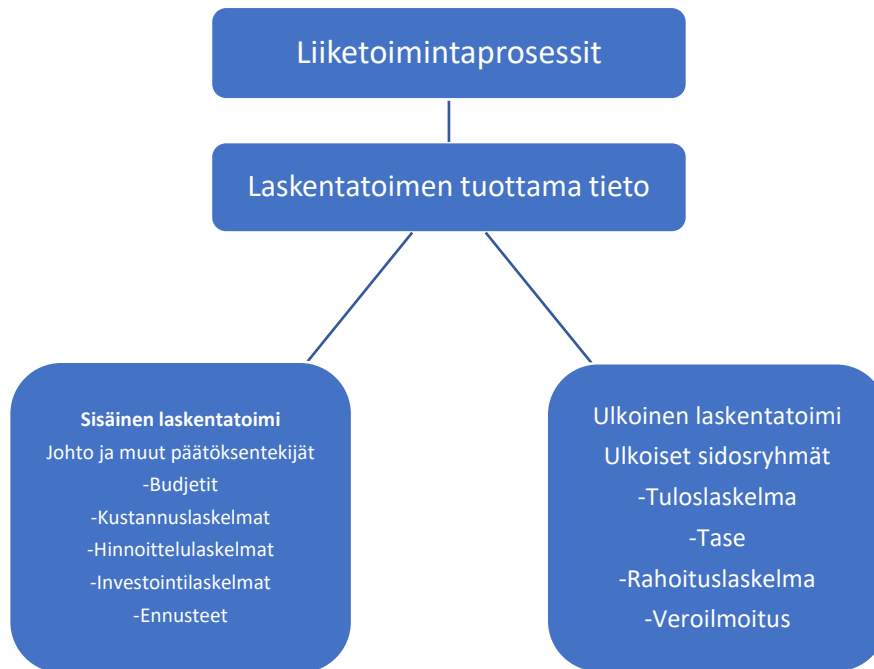 Liiketoimintaprosessit
Laskentatoimen tuottama tieto
Sisäinen laskentatoimi
Johto ja muut päätöksentekijät
-Budjetit
-Kustannuslaskelmat
-Hinnoittelulaskelmat
-Investointilaskelmat
-Ennusteet
Ulkoinen laskentatoimi
Ulkoiset sidosryhmät
-Tuloslaskelma
-Tase
-Rahoituslaskelma
-Veroilmoitus